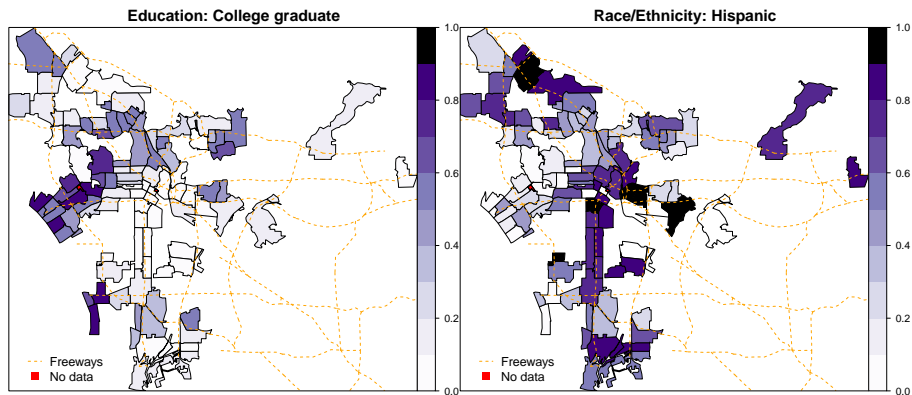 Education: College graduate
1.0
0.8
0.6
0.4
0.2
0.0
Freeways
No data
Race/Ethnicity: Hispanic
1.0
0.8
0.6
0.4
0.2
0.0
Freeways
No data